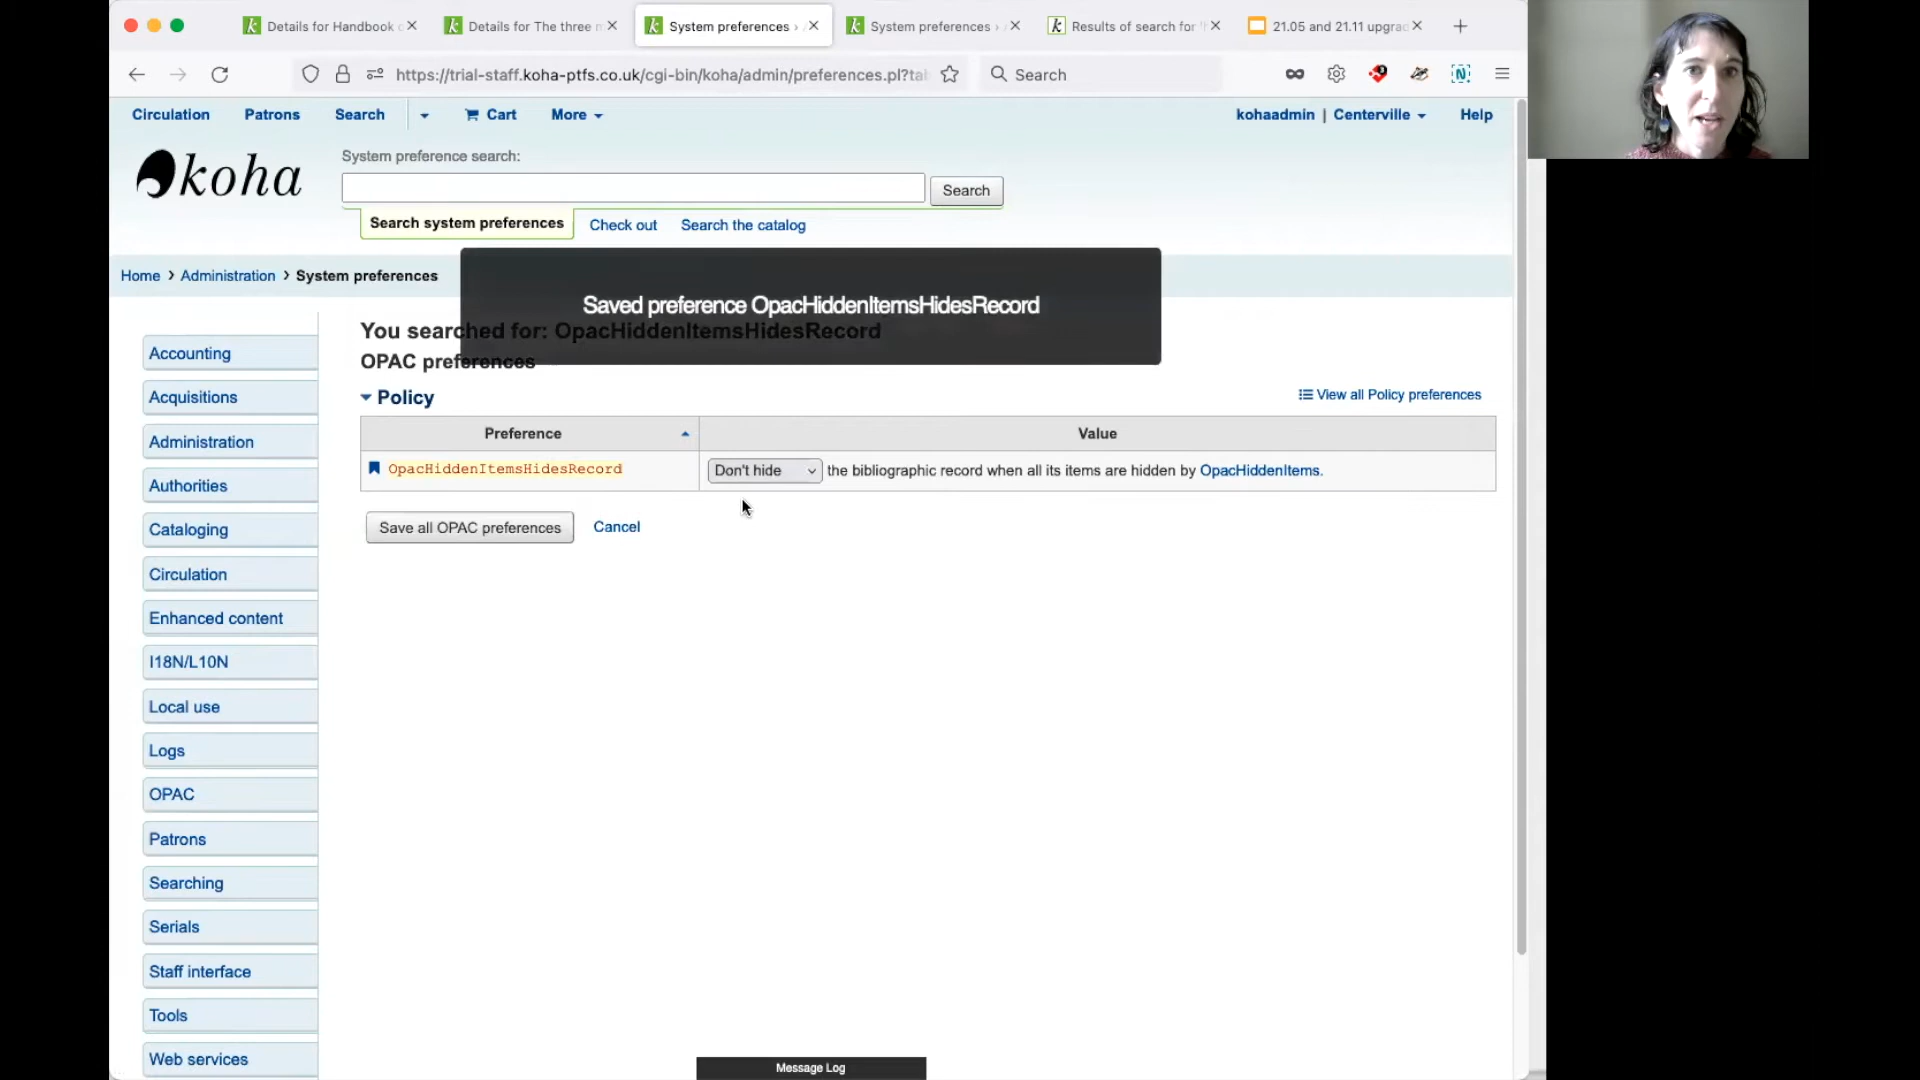 Details for Handbook o
Details for The three m
System preferences › A
System preferences › A
Results of search for '
21.05 and 21.11 upgrad
https://trial-staff.koha-ptfs.co.uk/cgi-bin/koha/admin/preferences.pl?tab
Search
Circulation Patrons Search Cart More
kohaadmin | Centerville Help
koha
System preference search:
Search
Search system preferences Check out Search the catalog
Home › Administration › System preferences
Saved preference OpacHiddenItemsHidesRecord
You searched for: OpacHiddenItemsHidesRecord
OPAC preferences
Policy
View all Policy preferences
Preference Value
OpacHiddenItemsHidesRecord Don't hide the bibliographic record when all its items are hidden by OpacHiddenItems.
Save all OPAC preferences Cancel
Accounting
Acquisitions
Administration
Authorities
Cataloging
Circulation
Enhanced content
I18N/L10N
Local use
Logs
OPAC
Patrons
Searching
Serials
Staff interface
Tools
Web services
Message Log